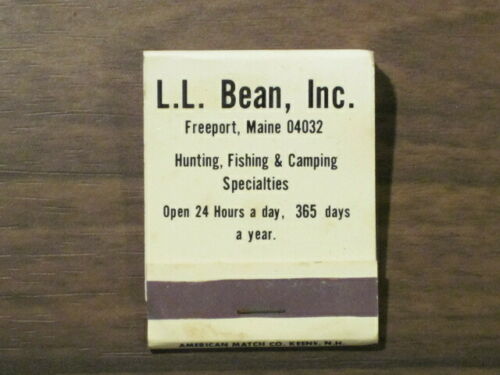 L.L. Bean, Inc.
Freeport, Maine 04032
Hunting, Fishing & Camping
Specialties
Open 24 Hours a day, 365 days
a year.
AMERICAN MATCH CO. KEENE, N.H.